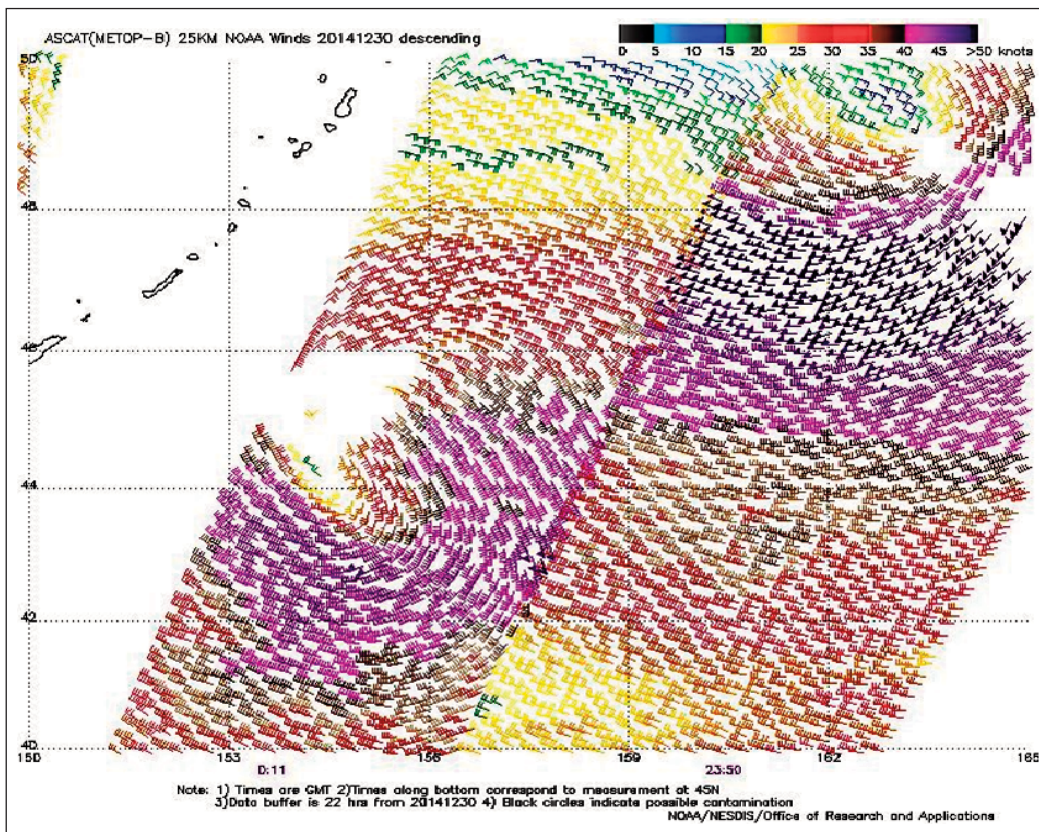 ASCAT(METOP-B) 25KM NOAA Winds 20141230 descending
0 5 10 15 20 25 30 35 40 45 >50 knots
50
48
46
44
42
40
150 153 156 159 162 165
0:11 23:50
Note: 1) Times are GMT 2)Times along bottom correspond to measurement at 45N
3)Data buffer is 22 hrs from 20141230 4) Black circles indicate possible contamination
NOAA/NESDIS/Office of Research and Applications